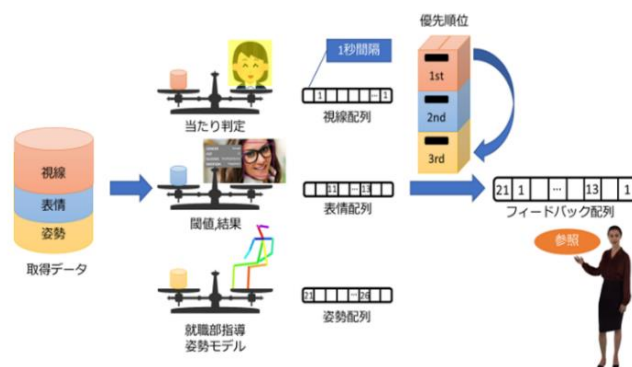 優先順位
1秒間隔
1st
2nd
3rd
1 … 1
視線配列
当たり判定
視線
表情
姿勢
取得データ
11 … 13
表情配列
閾値,結果
21 1 … 13 1
フィードバック配列
参照
21 … 26
姿勢配列
就職部指導
姿勢モデル